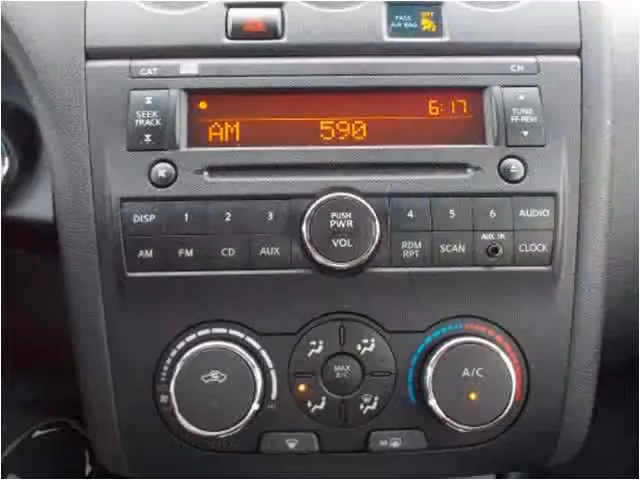 PASS AIR BAG OFF
CAT CH
SEEK TRACK
6:17
AM 590
TUNE FF·REW
DISP 1 2 3 PUSH PWR VOL 4 5 6 AUDIO
AM FM CD AUX RDM RPT SCAN AUX IN CLOCK
MAX A/C
A/C